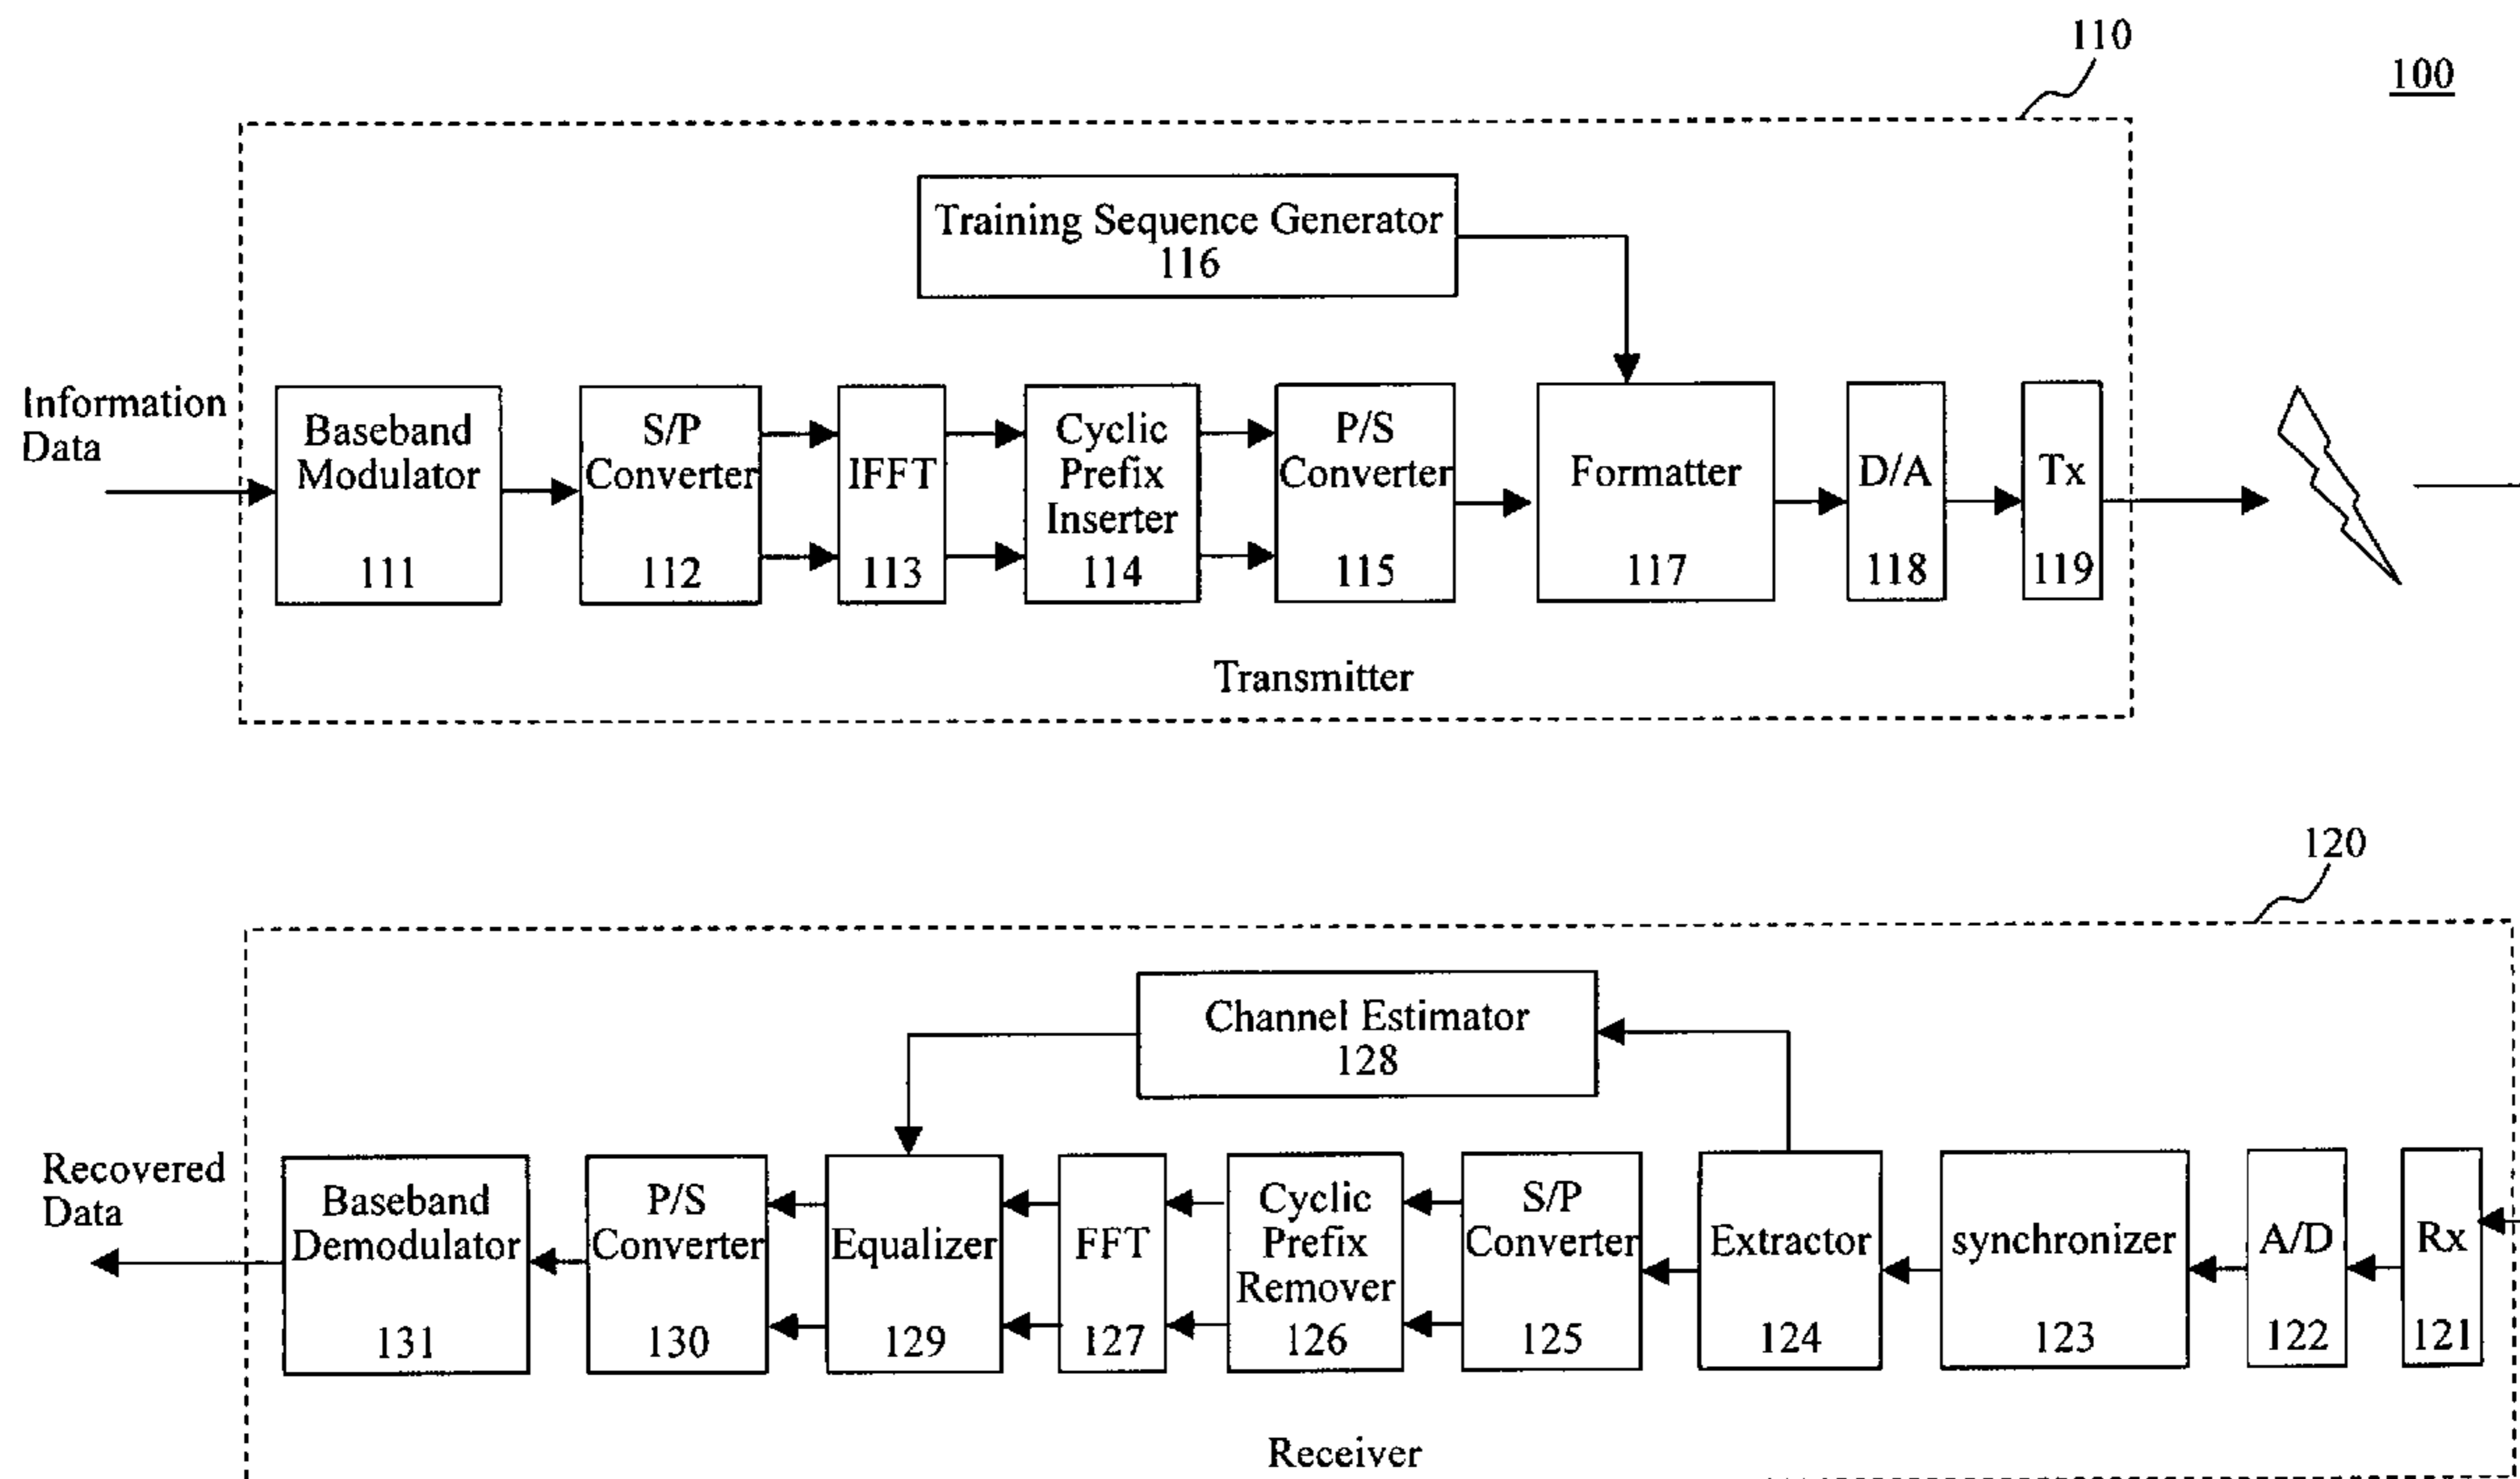 110
100
Training Sequence Generator
116
Information
Data
Baseband
Modulator
111
S/P
Converter
112
IFFT
113
Cyclic
Prefix
Inserter
114
P/S
Converter
115
Formatter
117
D/A
118
Tx
119
Transmitter
120
Channel Estimator
128
Recovered
Data
Baseband
Demodulator
131
P/S
Converter
130
Equalizer
129
FFT
127
Cyclic
Prefix
Remover
126
S/P
Converter
125
Extractor
124
synchronizer
123
A/D
122
Rx
121
Receiver